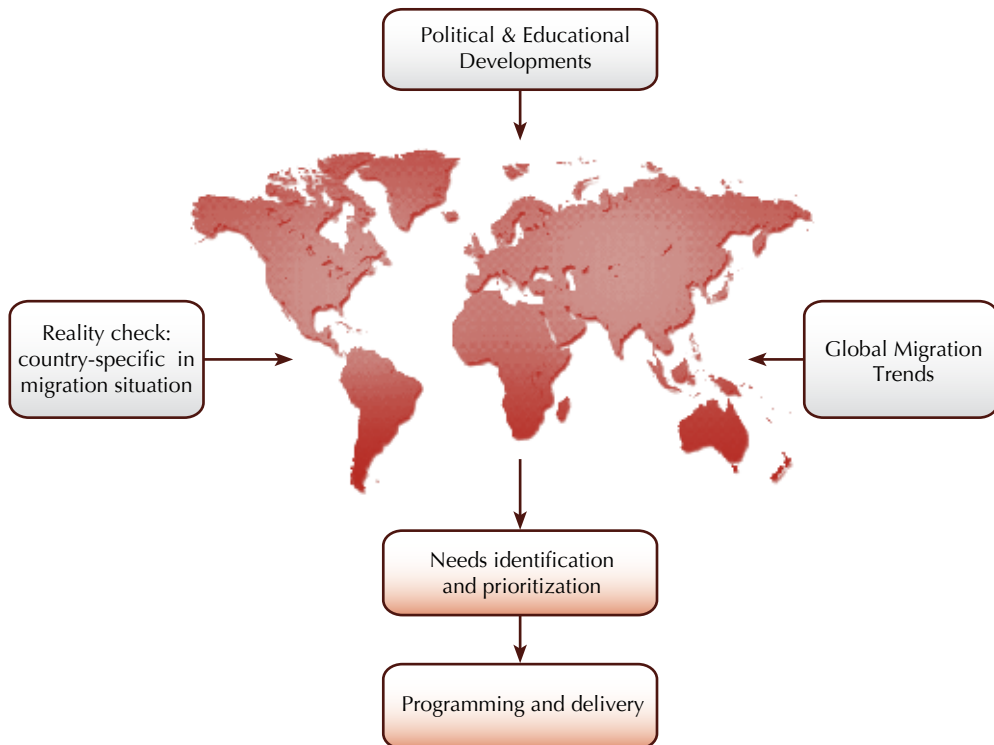 Political & Educational
Developments
Reality check:
country-specific in
migration situation
Global Migration
Trends
Needs identification
and prioritization
Programming and delivery